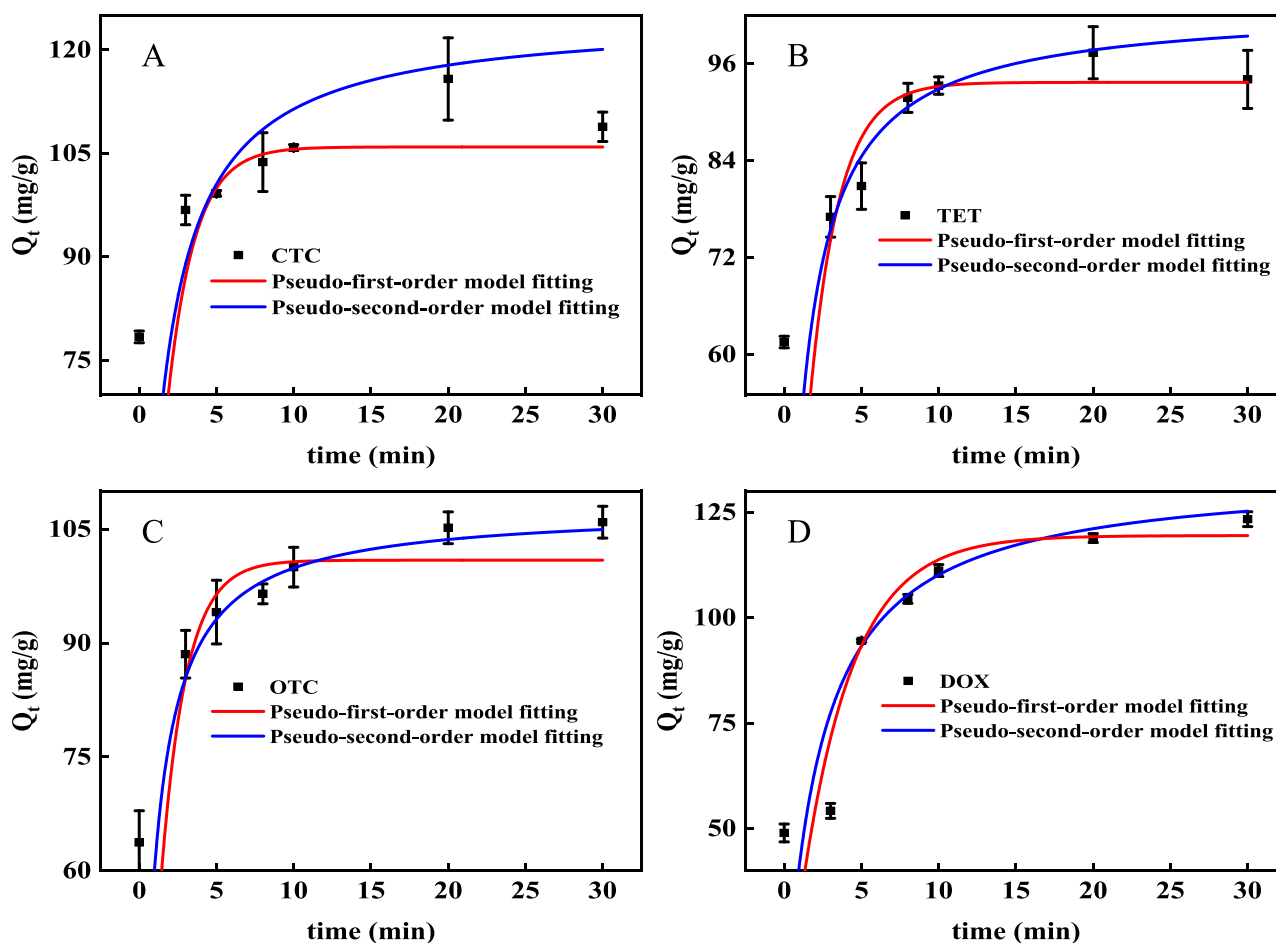 A
Q_t (mg/g)
120
105
90
75
CTC
Pseudo-first-order model fitting
Pseudo-second-order model fitting
0 5 10 15 20 25 30
time (min)
B
Q_t (mg/g)
96
84
72
60
TET
Pseudo-first-order model fitting
Pseudo-second-order model fitting
0 5 10 15 20 25 30
time (min)
C
Q_t (mg/g)
105
90
75
60
OTC
Pseudo-first-order model fitting
Pseudo-second-order model fitting
0 5 10 15 20 25 30
time (min)
D
Q_t (mg/g)
125
100
75
50
DOX
Pseudo-first-order model fitting
Pseudo-second-order model fitting
0 5 10 15 20 25 30
time (min)